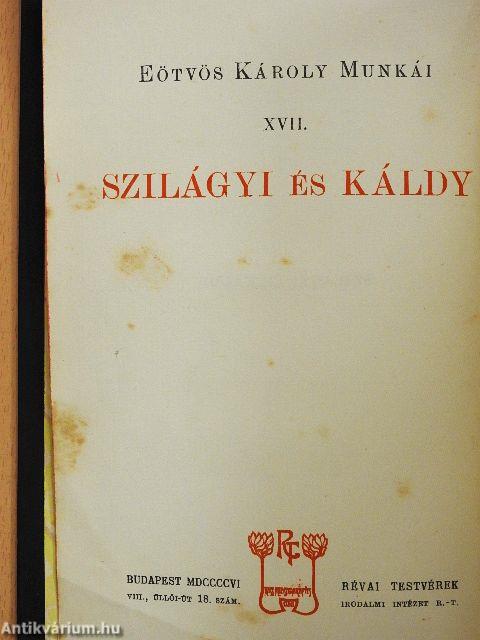 EÖTVÖS KÁROLY MUNKÁI
XVII.
SZILÁGYI ÉS KÁLDY
BUDAPEST MDCCCCVI
VIII., ÜLLŐI-ÚT 18. SZÁM.
RÉVAI TESTVÉREK
IRODALMI INTÉZET R.-T.
Antikvárium.hu